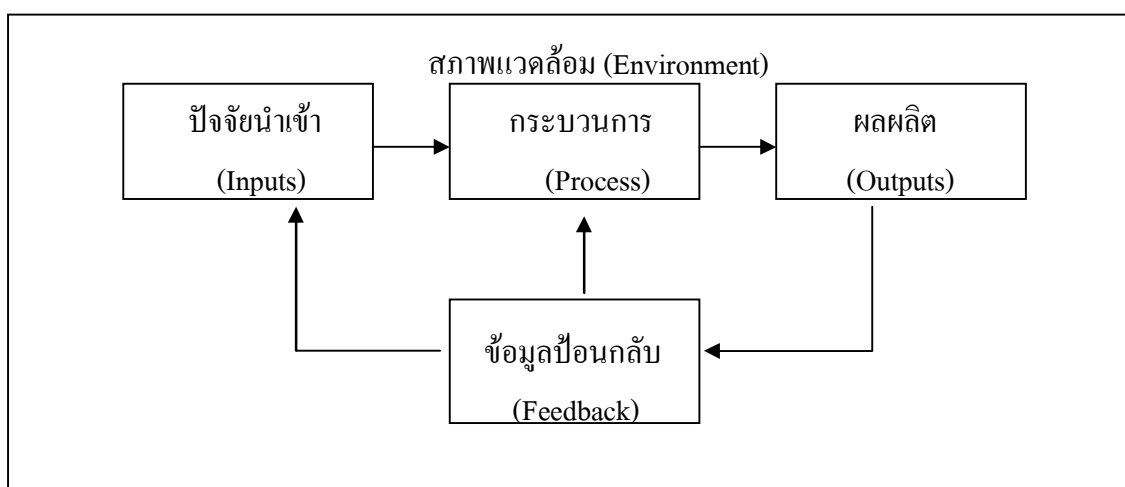 สภาพแวดล้อม (Environment)
ปัจจัยนำเข้า
(Inputs)
กระบวนการ
(Process)
ผลผลิต
(Outputs)
ข้อมูลป้อนกลับ
(Feedback)